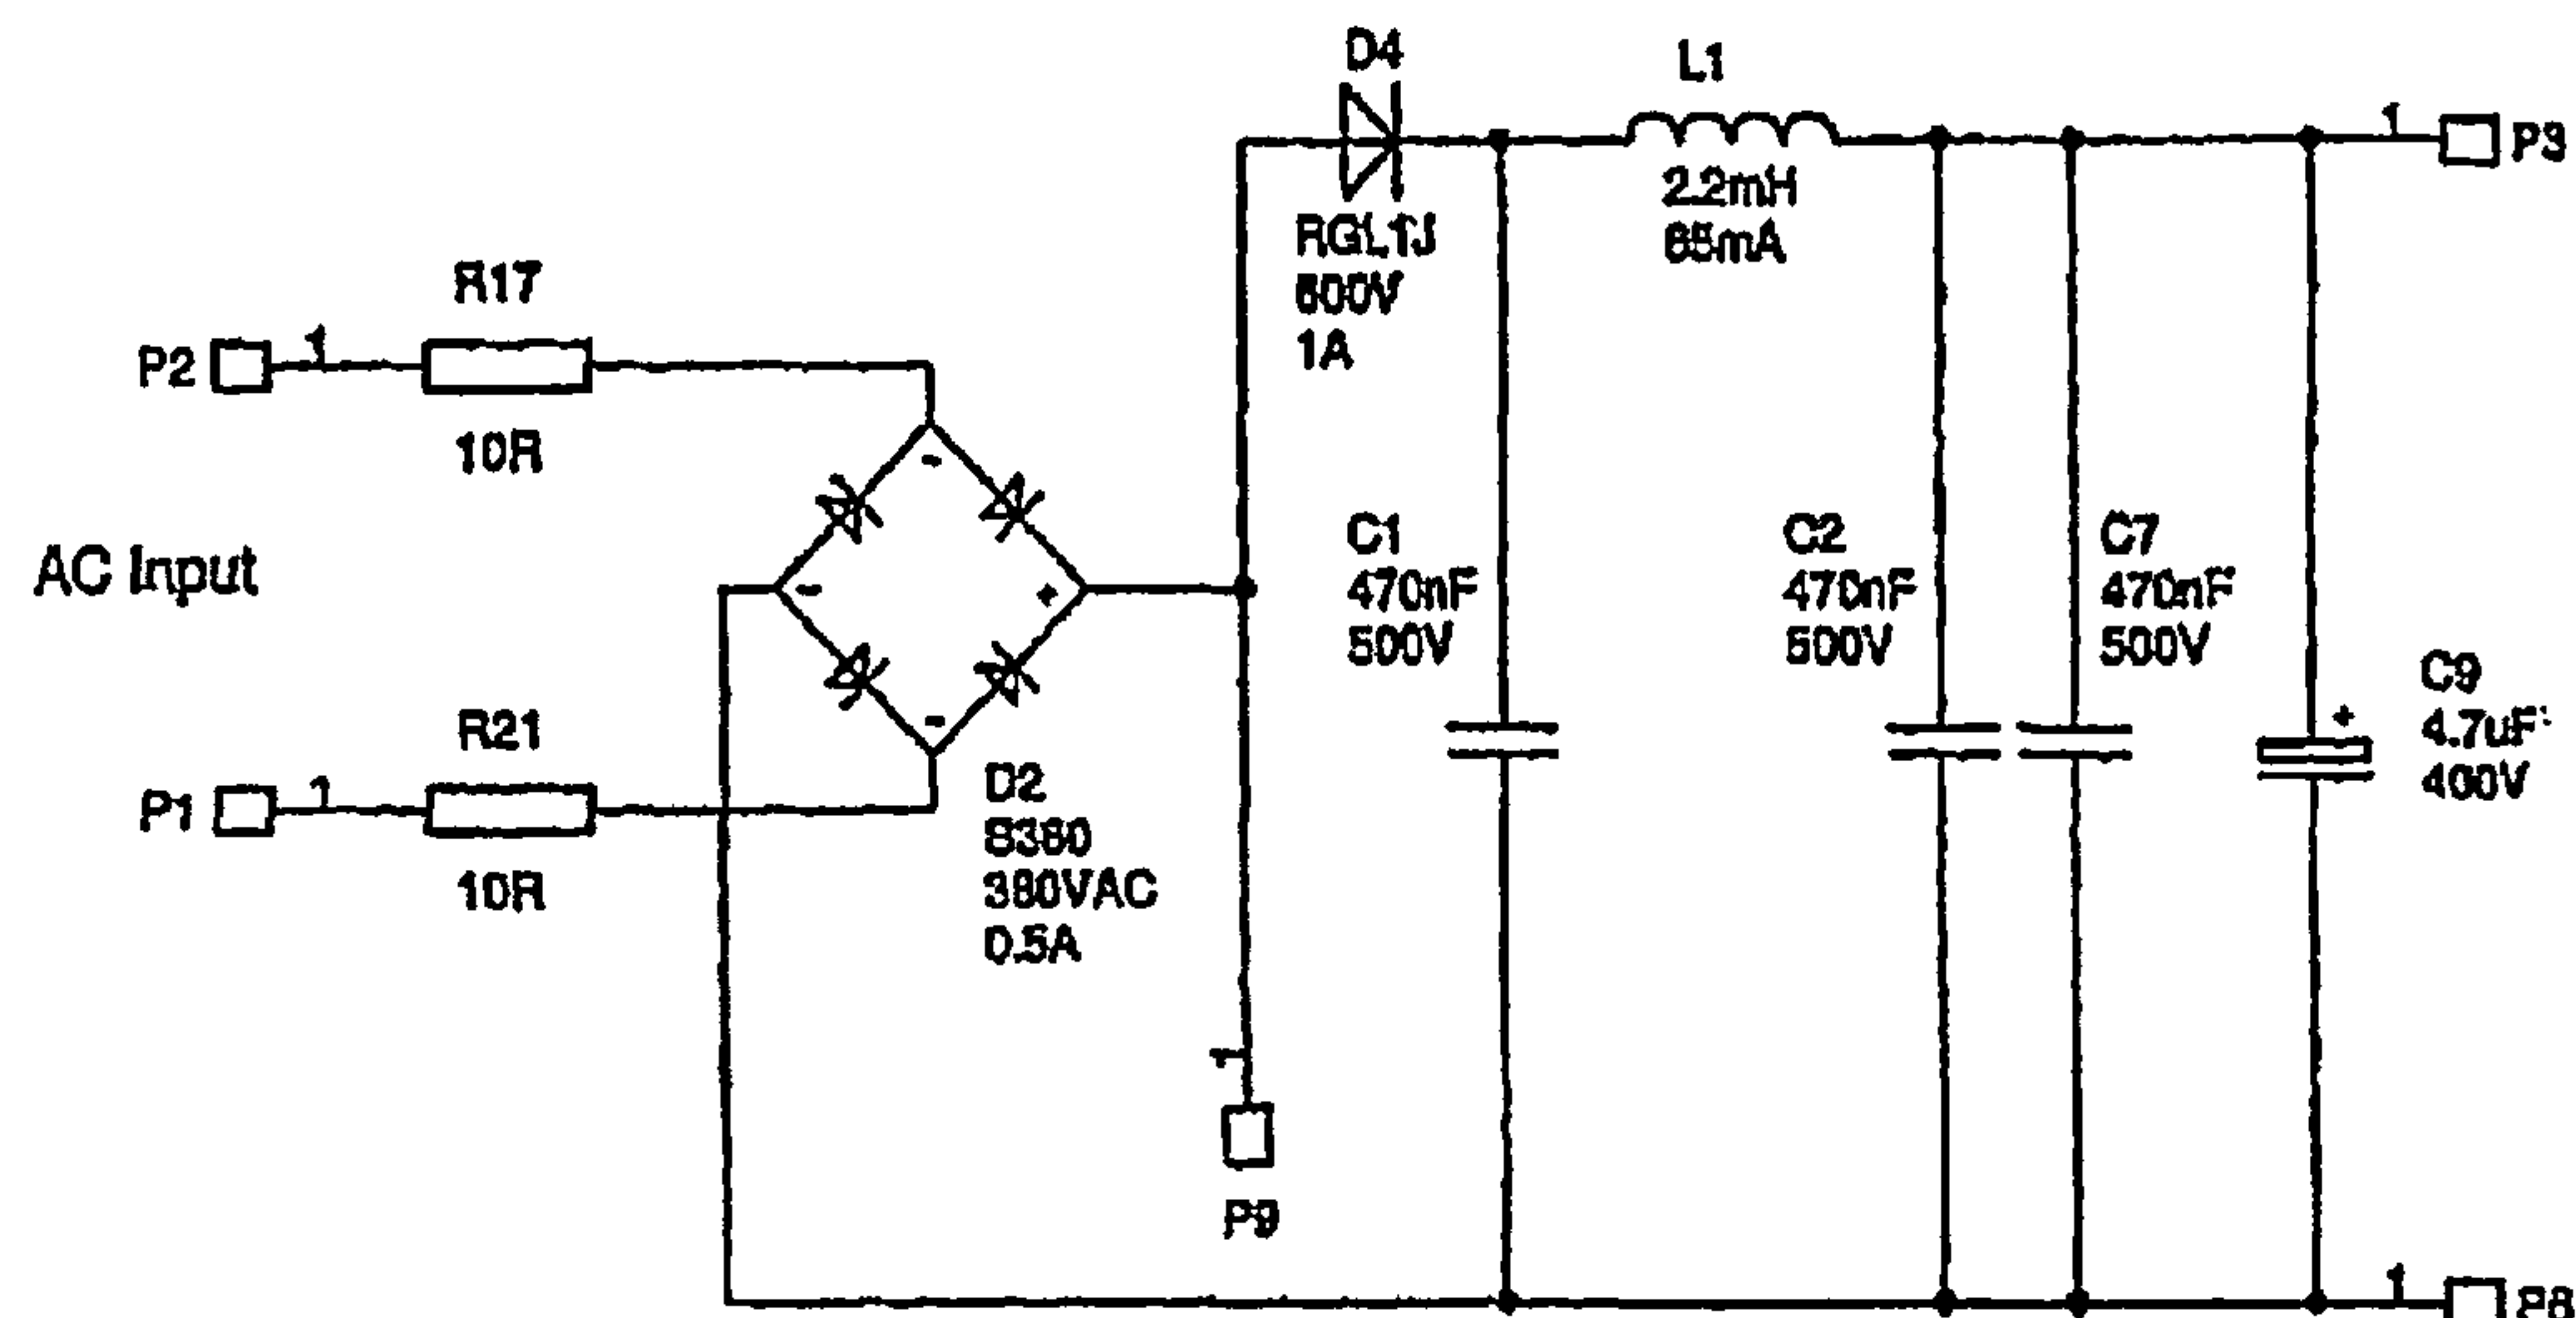 D4
L1
RGL1J
600V
1A
2.2mH
65mA
1
P3
R17
P2
1
10R
AC Input
-
-
+
-
C1
470nF
500V
C2
470nF
500V
C7
470nF
500V
C9
+
4.7uF
400V
R21
P1
1
10R
D2
S380
380VAC
0.5A
1
P9
1